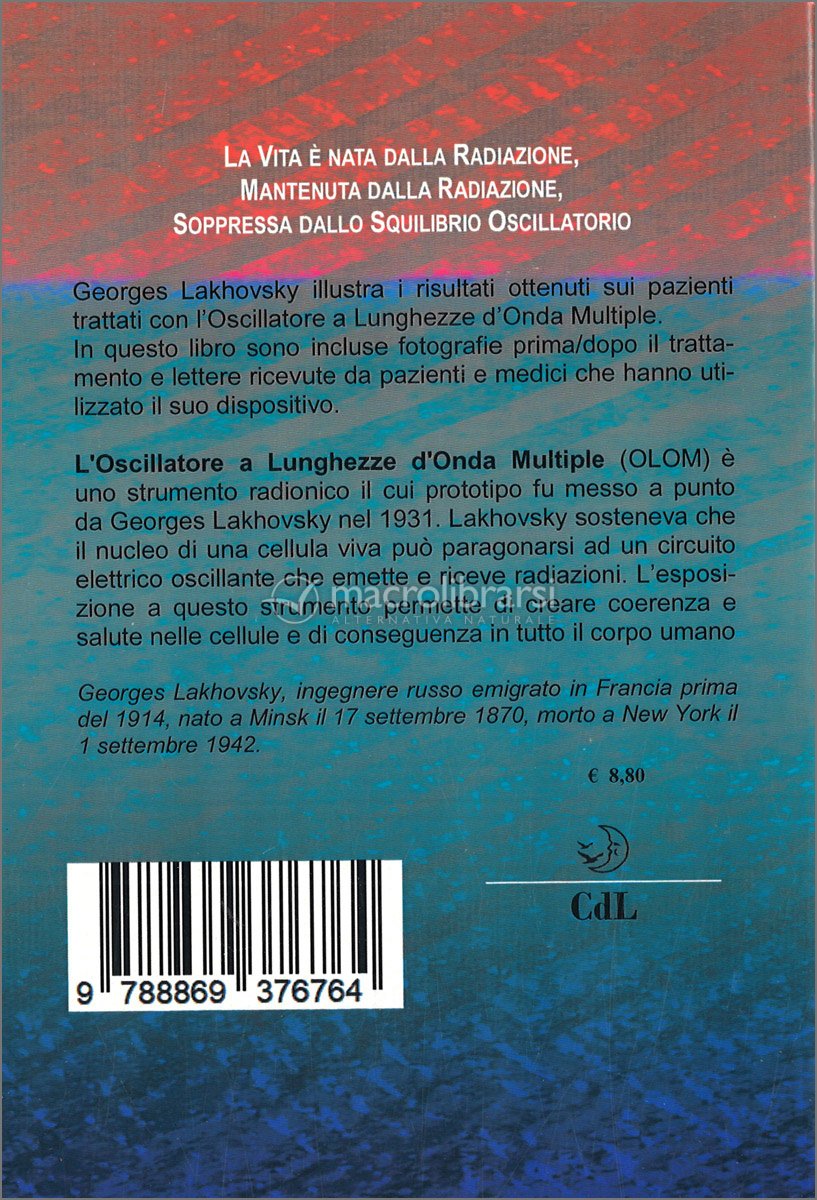 La Vita è nata dalla Radiazione,
Mantenuta dalla Radiazione,
Soppressa dallo Squilibrio Oscillatorio
Georges Lakhovsky illustra i risultati ottenuti sui pazienti
trattati con l’Oscillatore a Lunghezze d’Onda Multiple.
In questo libro sono incluse fotografie prima/dopo il tratta-
mento e lettere ricevute da pazienti e medici che hanno uti-
lizzato il suo dispositivo.
L'Oscillatore a Lunghezze d'Onda Multiple (OLOM) è
uno strumento radionico il cui prototipo fu messo a punto
da Georges Lakhovsky nel 1931. Lakhovsky sosteneva che
il nucleo di una cellula viva può paragonarsi ad un circuito
elettrico oscillante che emette e riceve radiazioni. L’esposi-
zione a questo strumento permette di creare coerenza e
salute nelle cellule e di conseguenza in tutto il corpo umano
macrolibrarsi
ALTERNATIVA NATURALE
Georges Lakhovsky, ingegnere russo emigrato in Francia prima
del 1914, nato a Minsk il 17 settembre 1870, morto a New York il
1 settembre 1942.
€ 8,80
CdL
9 788869 376764